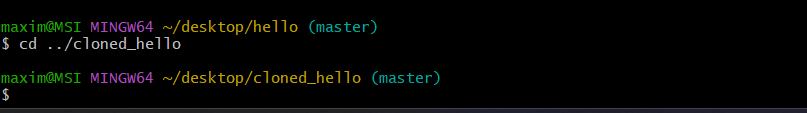 maxim@MSI MINGW64 ~/desktop/hello (master)
$ cd ../cloned_hello
maxim@MSI MINGW64 ~/desktop/cloned_hello (master)
$